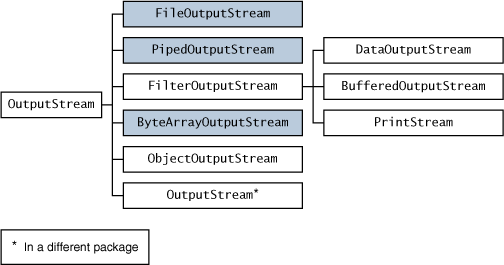 FileOutputStream
PipedOutputStream
DataOutputStream
FilterOutputStream
BufferedOutputStream
OutputStream
ByteArrayOutputStream
PrintStream
ObjectOutputStream
OutputStream*
* In a different package